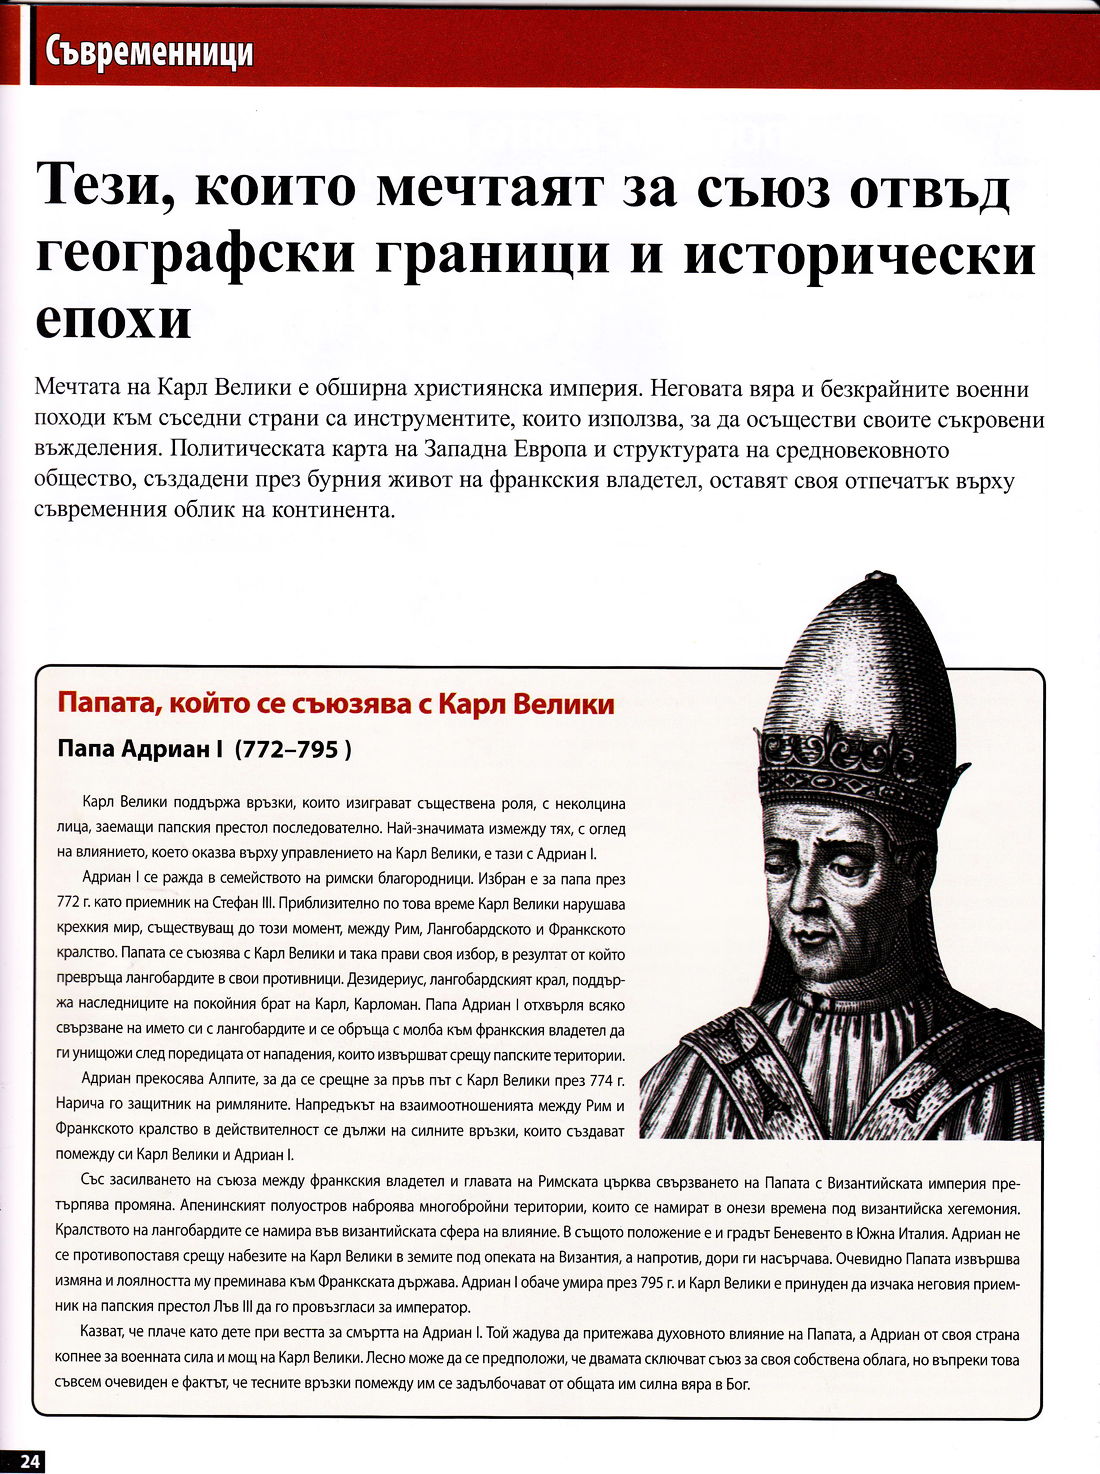 Съвременници
Тези, които мечтаят за съюз отвъд
географски граници и исторически
епохи
Мечтата на Карл Велики е обширна християнска империя. Неговата вяра и безкрайните военни
походи към съседни страни са инструментите, които използва, за да осъществи своите съкровени
въжделения. Политическата карта на Западна Европа и структурата на средновековното
общество, създадени през бурния живот на франкския владетел, оставят своя отпечатък върху
съвременния облик на континента.
Папата, който се съюзява с Карл Велики
Папа Адриан I (772–795 )
Карл Велики поддържа връзки, които изиграват съществена роля, с неколцина
лица, заемащи папския престол последователно. Най-значимата измежду тях, с оглед
на влиянието, което оказва върху управлението на Карл Велики, е тази с Адриан I.
Адриан I се ражда в семейството на римски благородници. Избран е за папа през
772 г. като приемник на Стефан III. Приблизително по това време Карл Велики нарушава
крехкия мир, съществуващ до този момент, между Рим, Лангобардското и Франкското
кралство. Папата се съюзява с Карл Велики и така прави своя избор, в резултат от който
превръща лангобардите в свои противници. Дезидериус, лангобардският крал, поддър-
жа наследниците на покойния брат на Карл, Карломан. Папа Адриан I отхвърля всяко
свързване на името си с лангобардите и се обръща с молба към франкския владетел да
ги унищожи след поредицата от нападения, които извършват срещу папските територии.
Адриан прекосява Алпите, за да се срещне за пръв път с Карл Велики през 774 г.
Нарича го защитник на римляните. Напредъкът на взаимоотношенията между Рим и
Франкското кралство в действителност се дължи на силните връзки, които създават
помежду си Карл Велики и Адриан I.
Със засилването на съюза между франкския владетел и главата на Римската църква свързването на Папата с Византийската империя пре-
търпява промяна. Апенинският полуостров наброява многобройни територии, които се намират в онези времена под византийска хегемония.
Кралството на лангобардите се намира във византийската сфера на влияние. В същото положение е и градът Беневенто в Южна Италия. Адриан не
се противопоставя срещу набезите на Карл Велики в земите под опеката на Византия, а напротив, дори ги насърчава. Очевидно Папата извършва
измяна и лоялността му преминава към Франкската държава. Адриан I обаче умира през 795 г. и Карл Велики е принуден да изчака неговия прием-
ник на папския престол Лъв III да го провъзгласи за император.
Казват, че плаче като дете при вестта за смъртта на Адриан I. Той жадува да притежава духовното влияние на Папата, а Адриан от своя страна
копнее за военната сила и мощ на Карл Велики. Лесно може да се предположи, че двамата сключват съюз за своя собствена облага, но въпреки това
съвсем очевиден е фактът, че тесните връзки помежду им се задълбочават от общата им силна вяра в Бог.
24